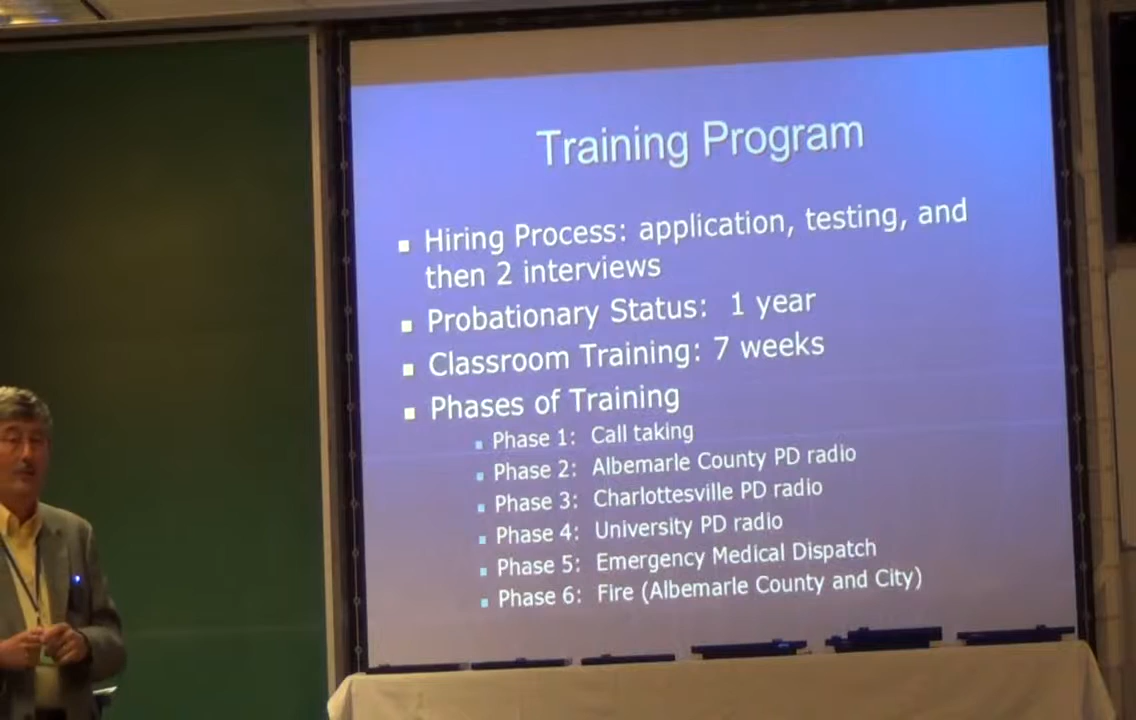 Training Program
Hiring Process: application, testing, and
then 2 interviews
Probationary Status: 1 year
Classroom Training: 7 weeks
Phases of Training
Phase 1: Call taking
Phase 2: Albemarle County PD radio
Phase 3: Charlottesville PD radio
Phase 4: University PD radio
Phase 5: Emergency Medical Dispatch
Phase 6: Fire (Albemarle County and City)